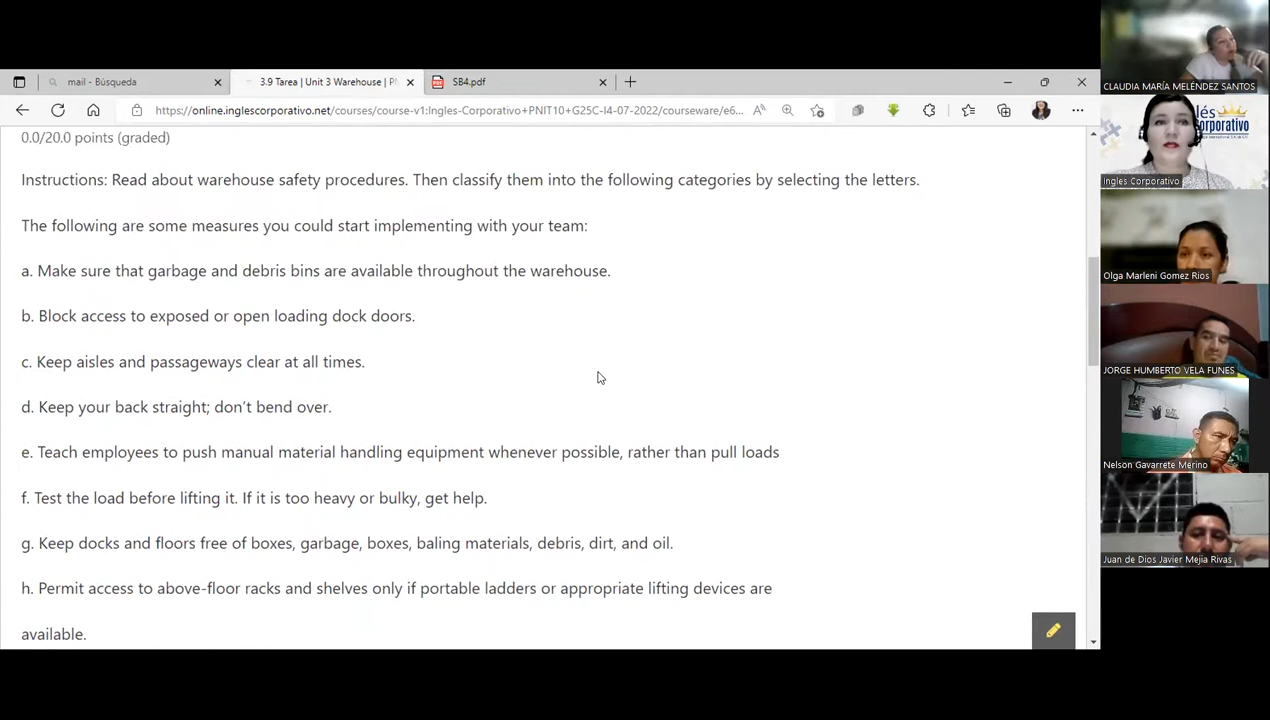 mail - Búsqueda
3.9 Tarea | Unit 3 Warehouse | PN
SB4.pdf
https://online.inglescorporativo.net/courses/course-v1:Ingles-Corporativo+PNIT10+G25C-I4-07-2022/courseware/e6...
0.0/20.0 points (graded)
Instructions: Read about warehouse safety procedures. Then classify them into the following categories by selecting the letters.
The following are some measures you could start implementing with your team:
a. Make sure that garbage and debris bins are available throughout the warehouse.
b. Block access to exposed or open loading dock doors.
c. Keep aisles and passageways clear at all times.
d. Keep your back straight; don’t bend over.
e. Teach employees to push manual material handling equipment whenever possible, rather than pull loads
f. Test the load before lifting it. If it is too heavy or bulky, get help.
g. Keep docks and floors free of boxes, garbage, boxes, baling materials, debris, dirt, and oil.
h. Permit access to above-floor racks and shelves only if portable ladders or appropriate lifting devices are
available.
CLAUDIA MARÍA MELÉNDEZ SANTOS
lés
Corporativo
Ingles Corporativo
Olga Marleni Gomez Rios
JORGE HUMBERTO VELA FUNES
Nelson Gavarrete Merino
Juan de Dios Javier Mejia Rivas